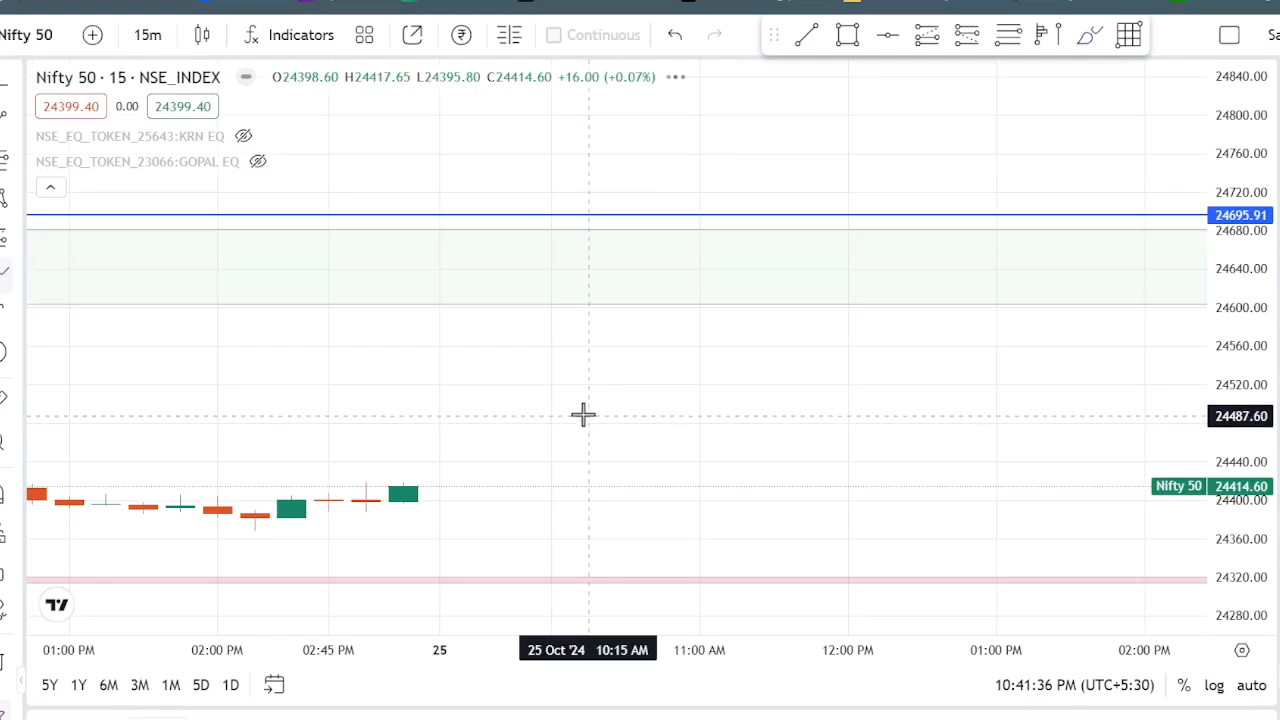 Nifty 50 15m Indicators Continuous
Nifty 50 · 15 · NSE_INDEX O24398.60 H24417.65 L24395.80 C24414.60 +16.00 (+0.07%)
24399.40 0.00 24399.40
NSE_EQ_TOKEN_25643:KRN EQ
NSE_EQ_TOKEN_23066:GOPAL EQ
24840.00
24800.00
24760.00
24720.00
24695.91
24680.00
24640.00
24600.00
24560.00
24520.00
24487.60
24440.00
Nifty 50 24414.60
24400.00
24360.00
24320.00
24280.00
01:00 PM 02:00 PM 02:45 PM 25 25 Oct '24 10:15 AM 11:00 AM 12:00 PM 01:00 PM 02:00 PM
5Y 1Y 6M 3M 1M 5D 1D 10:41:36 PM (UTC+5:30) % log auto